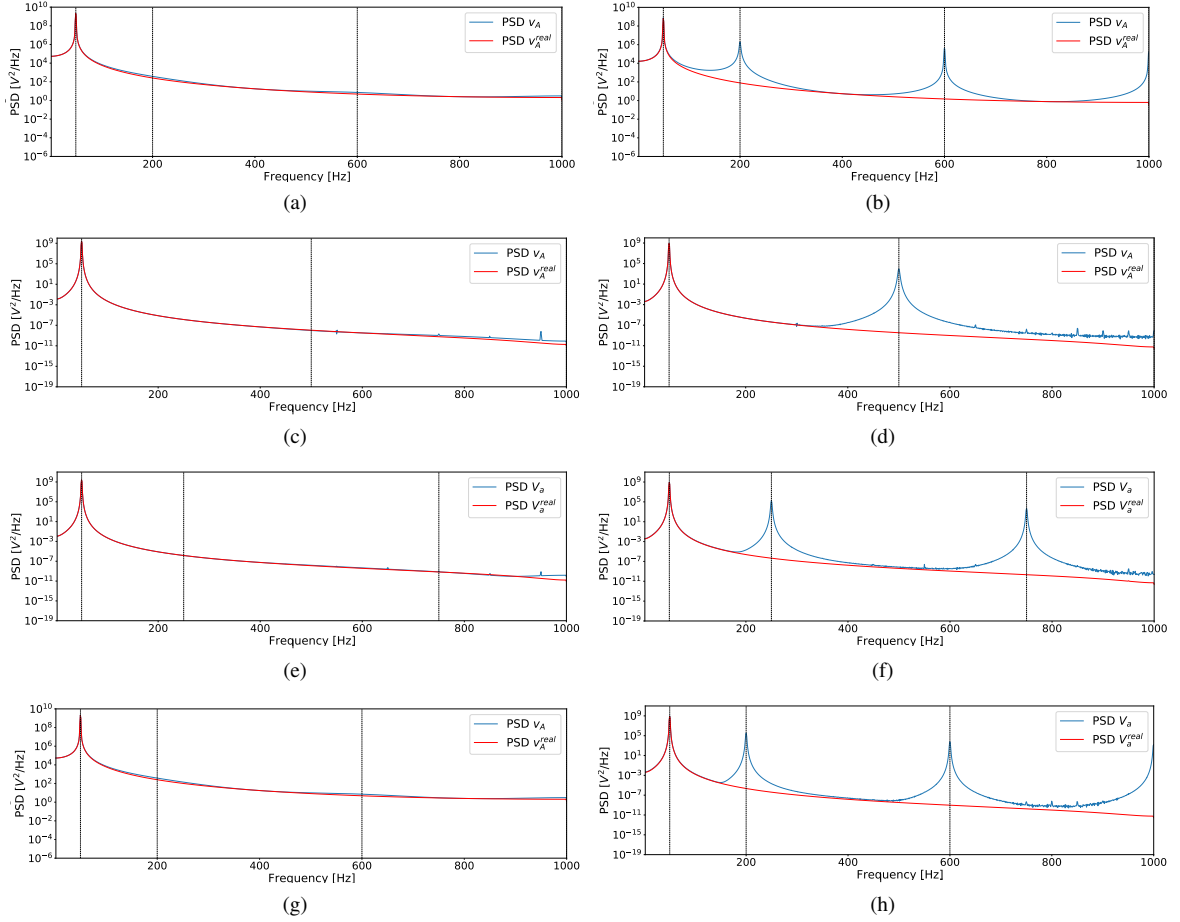 PSD v_A
PSD v_A^real
PSD [V²/Hz]
10^10
10^8
10^6
10^4
10^2
10^0
10^−2
10^−4
10^−6
200 400 600 800 1000
Frequency [Hz]
(a)
PSD v_A
PSD v_A^real
PSD [V²/Hz]
10^10
10^8
10^6
10^4
10^2
10^0
10^−2
10^−4
10^−6
200 400 600 800 1000
Frequency [Hz]
(b)
PSD v_A
PSD v_A^real
PSD [V²/Hz]
10^9
10^5
10^1
10^−3
10^−7
10^−11
10^−15
10^−19
200 400 600 800 1000
Frequency [Hz]
(c)
PSD v_A
PSD v_A^real
PSD [V²/Hz]
10^9
10^5
10^1
10^−3
10^−7
10^−11
10^−15
10^−19
200 400 600 800 1000
Frequency [Hz]
(d)
PSD V_a
PSD V_a^real
PSD [V²/Hz]
10^9
10^5
10^1
10^−3
10^−7
10^−11
10^−15
10^−19
200 400 600 800 1000
Frequency [Hz]
(e)
PSD V_a
PSD V_a^real
PSD [V²/Hz]
10^9
10^5
10^1
10^−3
10^−7
10^−11
10^−15
10^−19
200 400 600 800 1000
Frequency [Hz]
(f)
PSD v_A
PSD v_A^real
PSD [V²/Hz]
10^10
10^8
10^6
10^4
10^2
10^0
10^−2
10^−4
10^−6
200 400 600 800 1000
Frequency [Hz]
(g)
PSD V_a
PSD V_a^real
PSD [V²/Hz]
10^9
10^5
10^1
10^−3
10^−7
10^−11
10^−15
10^−19
200 400 600 800 1000
Frequency [Hz]
(h)